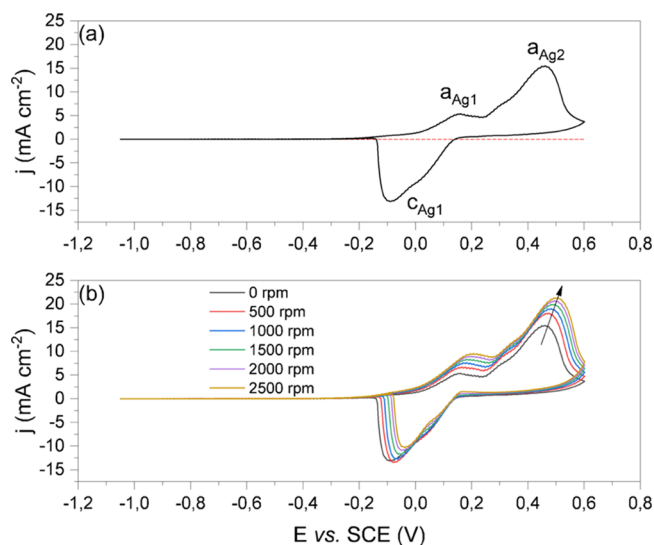 (a)
a_Ag1
a_Ag2
c_Ag1
j (mA cm⁻²)
25
20
15
10
5
0
-5
-10
-15
-1,2 -1,0 -0,8 -0,6 -0,4 -0,2 0,0 0,2 0,4 0,6 0,8
(b)
0 rpm
500 rpm
1000 rpm
1500 rpm
2000 rpm
2500 rpm
j (mA cm⁻²)
25
20
15
10
5
0
-5
-10
-15
-1,2 -1,0 -0,8 -0,6 -0,4 -0,2 0,0 0,2 0,4 0,6 0,8
E vs. SCE (V)